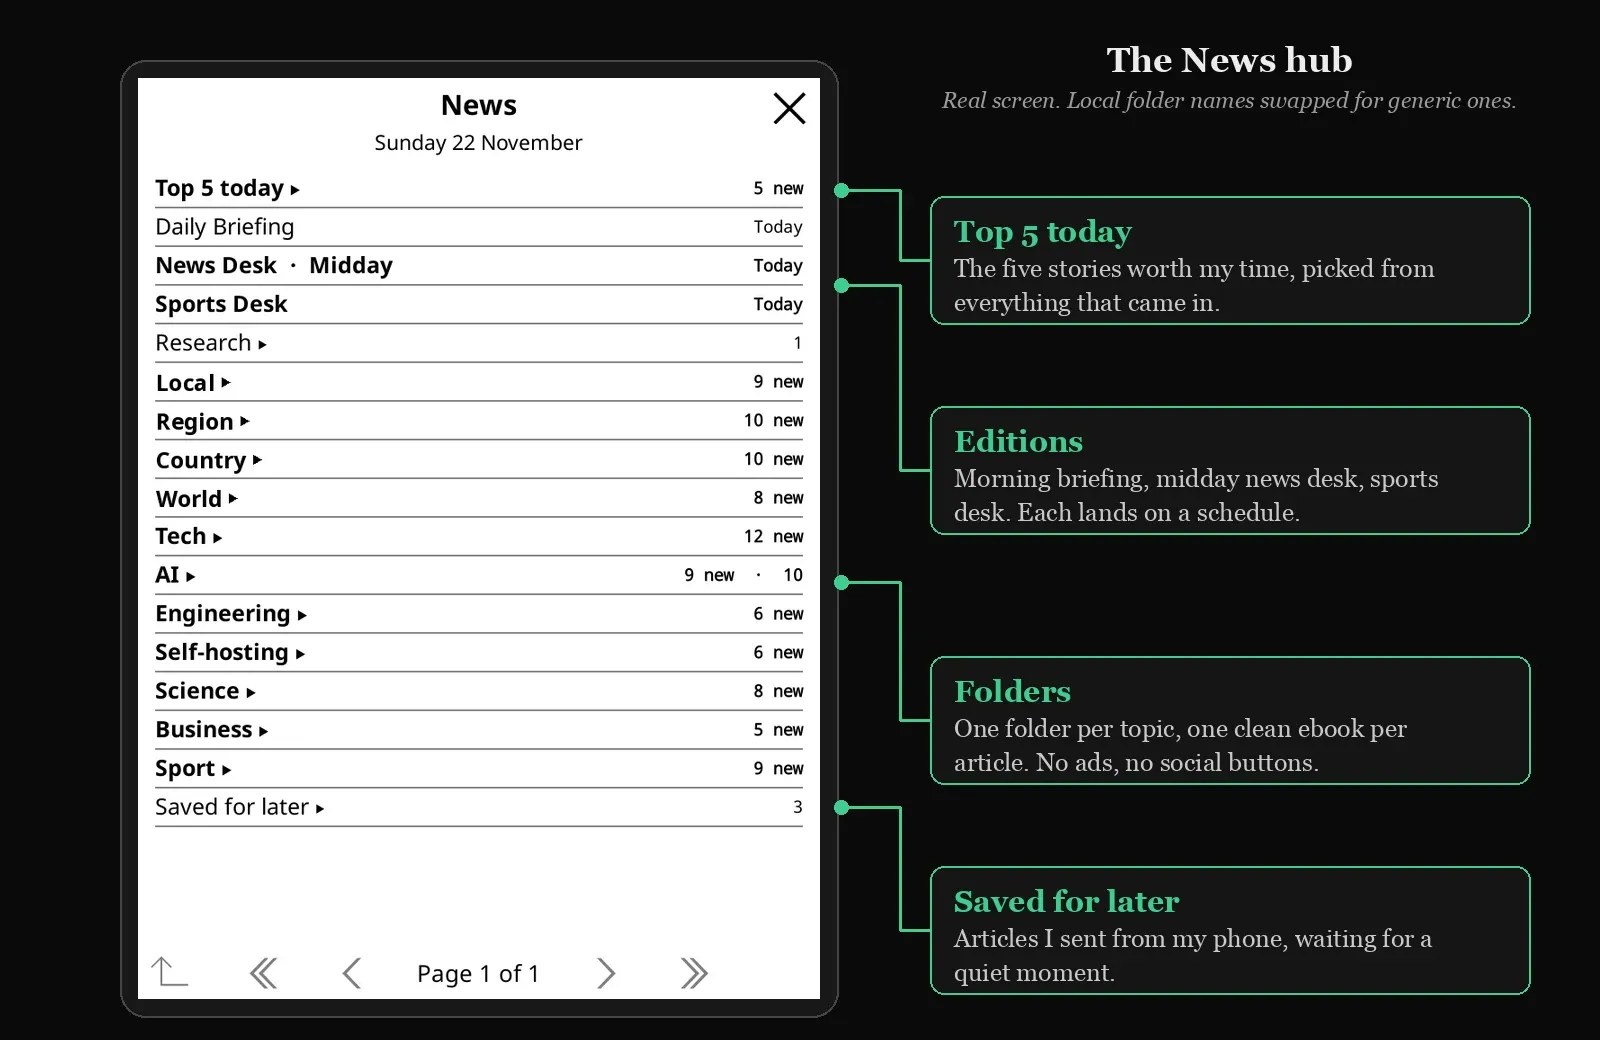 News
Sunday 22 November
Top 5 today ▸ 5 new
Daily Briefing Today
News Desk · Midday Today
Sports Desk Today
Research ▸ 1
Local ▸ 9 new
Region ▸ 10 new
Country ▸ 10 new
World ▸ 8 new
Tech ▸ 12 new
AI ▸ 9 new · 10
Engineering ▸ 6 new
Self-hosting ▸ 6 new
Science ▸ 8 new
Business ▸ 5 new
Sport ▸ 9 new
Saved for later ▸ 3
Page 1 of 1
The News hub
Real screen. Local folder names swapped for generic ones.
Top 5 today
The five stories worth my time, picked from
everything that came in.
Editions
Morning briefing, midday news desk, sports
desk. Each lands on a schedule.
Folders
One folder per topic, one clean ebook per
article. No ads, no social buttons.
Saved for later
Articles I sent from my phone, waiting for a
quiet moment.